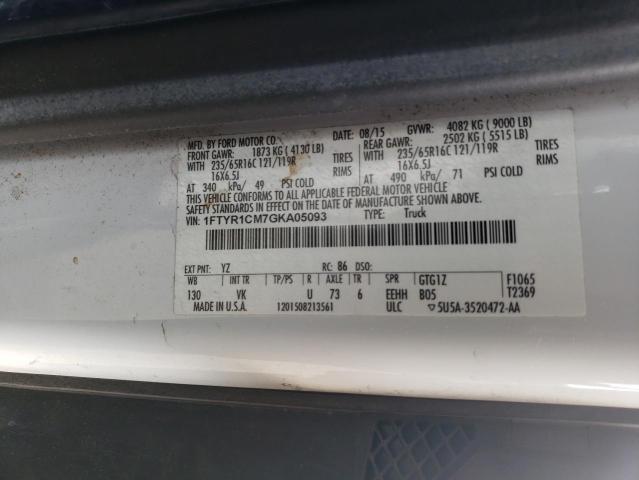 MFD. BY FORD MOTOR CO. DATE: 08/15 GVWR: 4082 KG ( 9000 LB)
FRONT GAWR: 1873 KG ( 4130 LB) REAR GAWR: 2502 KG ( 5515 LB)
WITH 235/65R16C 121/119R TIRES WITH 235/65R16C 121/119R TIRES
16X6.5J RIMS 16X6.5J RIMS
AT 340 kPa/ 49 PSI COLD AT 490 kPa/ 71 PSI COLD
THIS VEHICLE CONFORMS TO ALL APPLICABLE FEDERAL MOTOR VEHICLE
SAFETY STANDARDS IN EFFECT ON THE DATE OF MANUFACTURE SHOWN ABOVE.
VIN: 1FTYR1CM7GKA05093 TYPE: Truck
EXT PNT: YZ RC: 86 DSO:
WB INT TR TP/PS R AXLE TR SPR GTG1Z F1065
130 VK U 73 6 EEHH B05 T2369
MADE IN U.S.A. 1201508213561 ULC ▽5U5A-3520472-AA